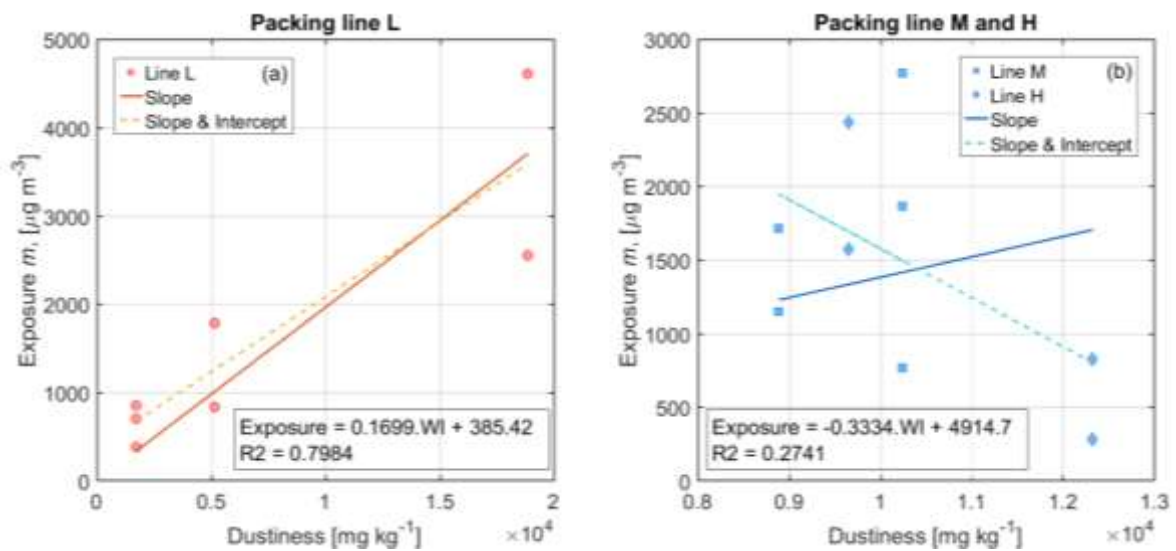 Packing line L
5000
4000
3000
2000
1000
0
Exposure m, [μg m⁻³]
(a)
Line L
Slope
Slope & Intercept
Exposure = 0.1699.WI + 385.42
R2 = 0.7984
0 0.5 1 1.5 2
Dustiness [mg kg⁻¹] ×10⁴
Packing line M and H
3000
2500
2000
1500
1000
500
0
Exposure m, [μg m⁻³]
(b)
Line M
Line H
Slope
Slope & Intercept
Exposure = -0.3334.WI + 4914.7
R2 = 0.2741
0.8 0.9 1 1.1 1.2 1.3
Dustiness [mg kg⁻¹] ×10⁴